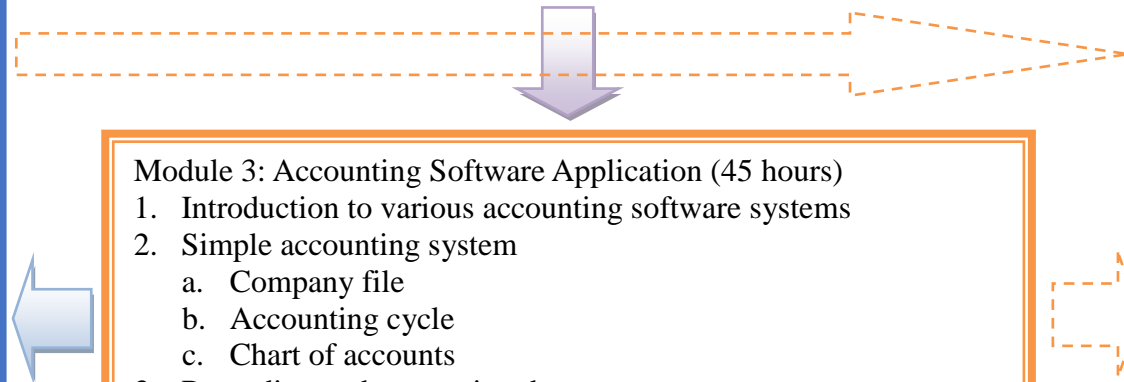 Module 3: Accounting Software Application (45 hours)
1. Introduction to various accounting software systems
2. Simple accounting system
a. Company file
b. Accounting cycle
c. Chart of accounts